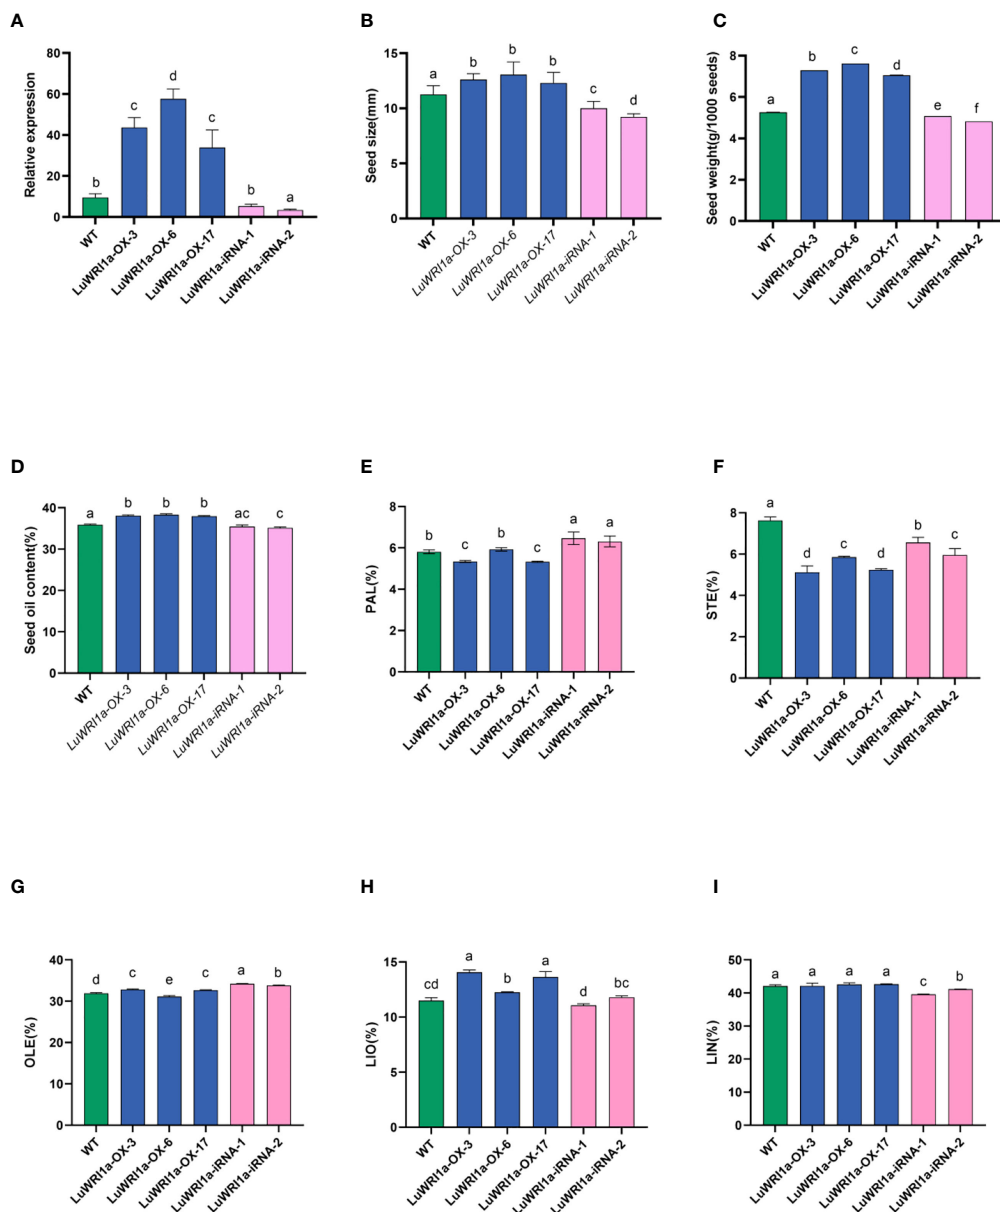 A
Relative expression
80
60
40
20
0
b
c
d
c
b
a
WT
LuWRI1a-OX-3
LuWRI1a-OX-6
LuWRI1a-OX-17
LuWRI1a-iRNA-1
LuWRI1a-iRNA-2
B
Seed size(mm)
15
10
5
0
a
b
b
b
c
d
WT
LuWRI1a-OX-3
LuWRI1a-OX-6
LuWRI1a-OX-17
LuWRI1a-iRNA-1
LuWRI1a-iRNA-2
C
Seed weight(g/1000 seeds)
8
6
4
2
0
a
b
c
d
e
f
WT
LuWRI1a-OX-3
LuWRI1a-OX-6
LuWRI1a-OX-17
LuWRI1a-iRNA-1
LuWRI1a-iRNA-2
D
Seed oil content(%)
40
30
20
10
0
a
b
b
b
ac
c
WT
LuWRI1a-OX-3
LuWRI1a-OX-6
LuWRI1a-OX-17
LuWRI1a-iRNA-1
LuWRI1a-iRNA-2
E
PAL(%)
8
6
4
2
0
b
c
b
c
a
a
WT
LuWRI1a-OX-3
LuWRI1a-OX-6
LuWRI1a-OX-17
LuWRI1a-iRNA-1
LuWRI1a-iRNA-2
F
STE(%)
8
6
4
2
0
a
d
c
d
b
c
WT
LuWRI1a-OX-3
LuWRI1a-OX-6
LuWRI1a-OX-17
LuWRI1a-iRNA-1
LuWRI1a-iRNA-2
G
OLE(%)
40
30
20
10
0
d
c
e
c
a
b
WT
LuWRI1a-OX-3
LuWRI1a-OX-6
LuWRI1a-OX-17
LuWRI1a-iRNA-1
LuWRI1a-iRNA-2
H
LIO(%)
15
10
5
0
cd
a
b
a
d
bc
WT
LuWRI1a-OX-3
LuWRI1a-OX-6
LuWRI1a-OX-17
LuWRI1a-iRNA-1
LuWRI1a-iRNA-2
I
LIN(%)
50
40
30
20
10
0
a
a
a
a
c
b
WT
LuWRI1a-OX-3
LuWRI1a-OX-6
LuWRI1a-OX-17
LuWRI1a-iRNA-1
LuWRI1a-iRNA-2